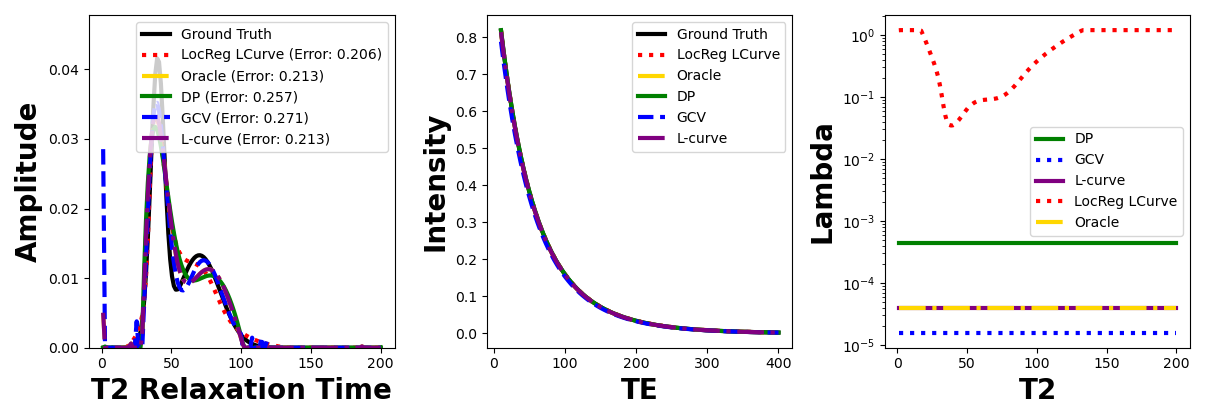 Amplitude
0.04
0.03
0.02
0.01
0.00
0
50
100
150
200
T2 Relaxation Time
Ground Truth
LocReg LCurve (Error: 0.206)
Oracle (Error: 0.213)
DP (Error: 0.257)
GCV (Error: 0.271)
L-curve (Error: 0.213)
Intensity
0.8
0.7
0.6
0.5
0.4
0.3
0.2
0.1
0.0
0
100
200
300
400
TE
Ground Truth
LocReg LCurve
Oracle
DP
GCV
L-curve
Lambda
10⁰
10⁻¹
10⁻²
10⁻³
10⁻⁴
10⁻⁵
0
50
100
150
200
T2
DP
GCV
L-curve
LocReg LCurve
Oracle